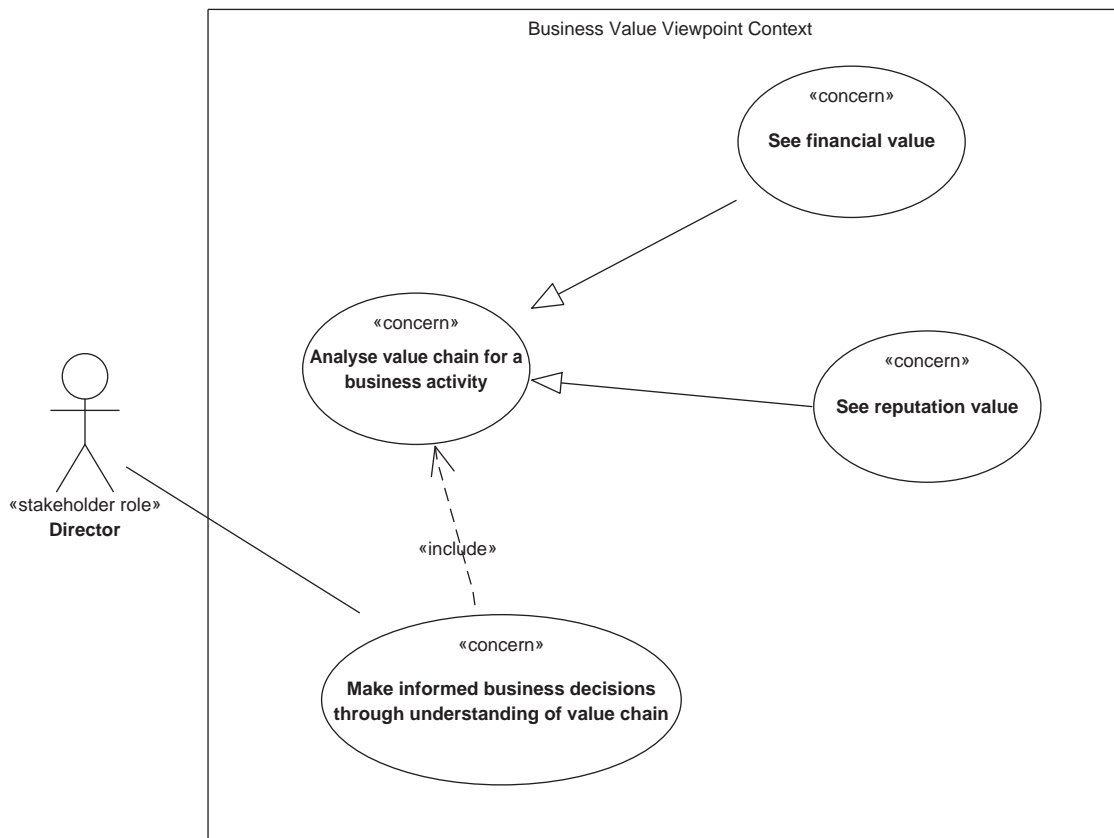 Business Value Viewpoint Context
«concern»
See financial value
«concern»
Analyse value chain for a
business activity
«concern»
See reputation value
«stakeholder role»
Director
«include»
«concern»
Make informed business decisions
through understanding of value chain